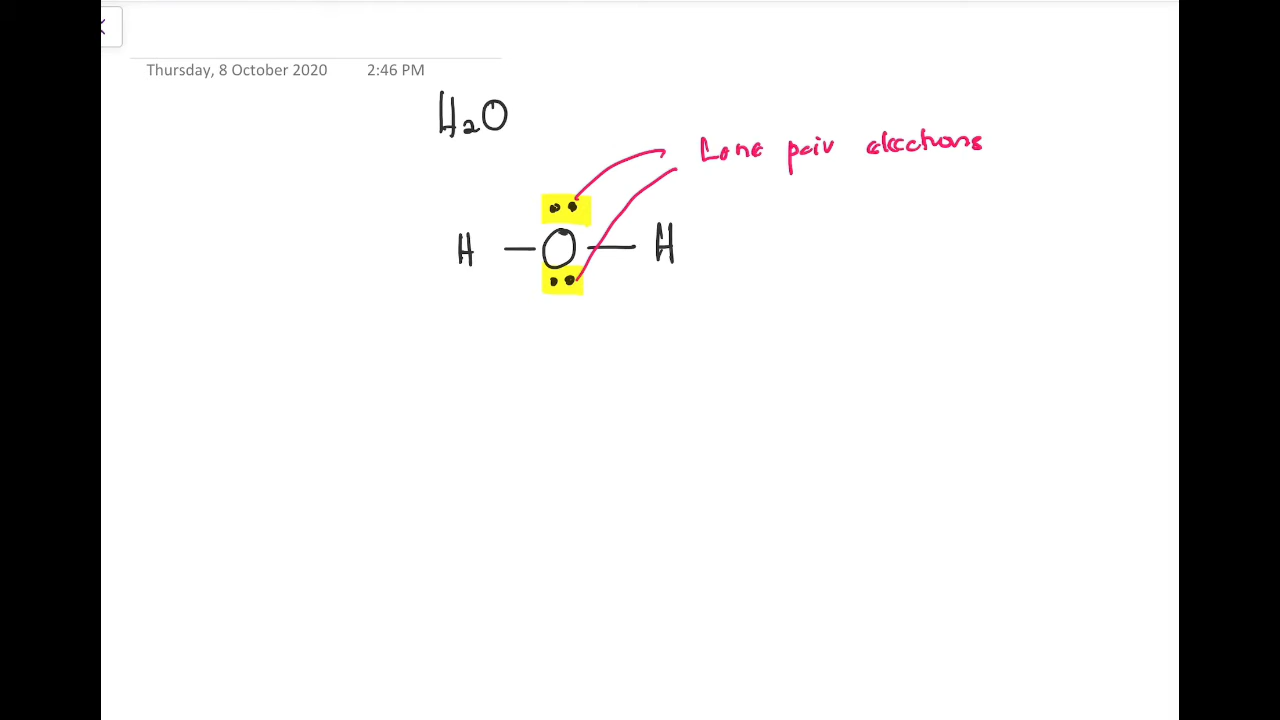 Thursday, 8 October 2020 2:46 PM
H₂O
Lone pair electrons
H — O — H